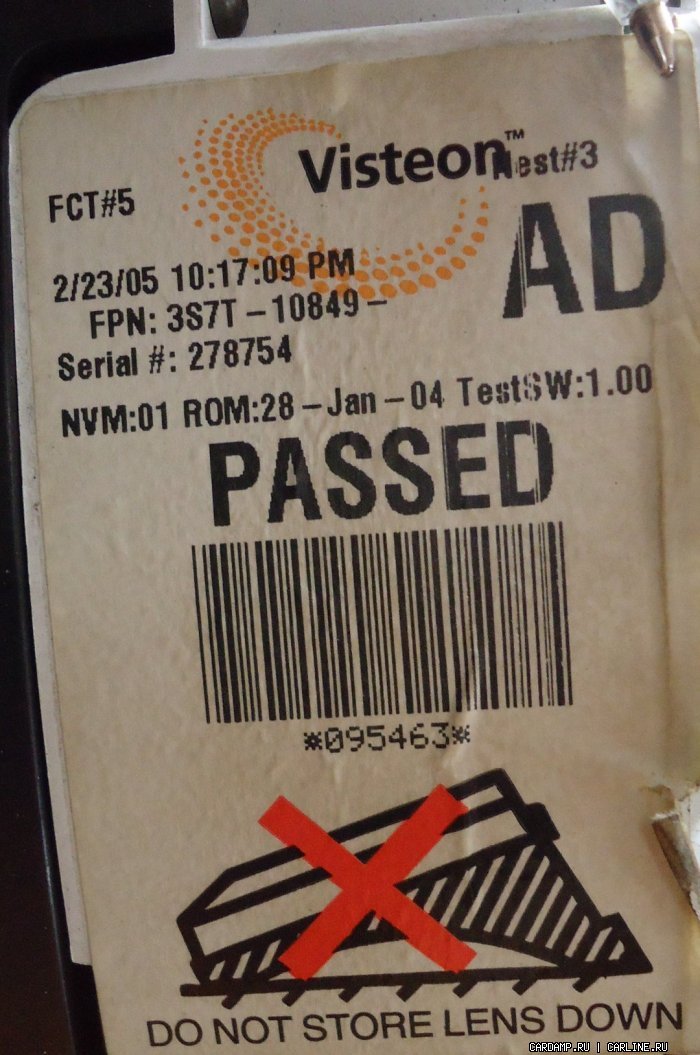 Visteon™
Test#3
FCT#5
AD
2/23/05 10:17:09 PM
FPN: 3S7T-10849-
Serial #: 278754
NVM:01 ROM:28-Jan-04 TestSW:1.00
PASSED
*095463*
DO NOT STORE LENS DOWN
CARDAMP.RU | CARLINE.RU